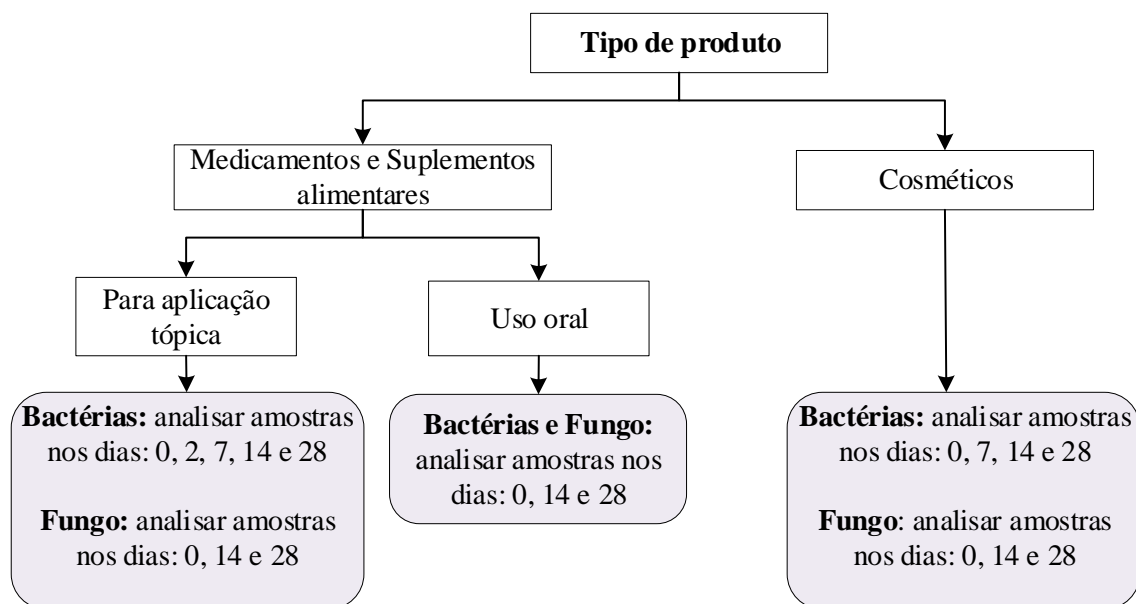 Tipo de produto
Medicamentos e Suplementos
alimentares
Cosméticos
Para aplicação
tópica
Uso oral
Bactérias: analisar amostras
nos dias: 0, 2, 7, 14 e 28
Fungo: analisar amostras
nos dias: 0, 14 e 28
Bactérias e Fungo:
analisar amostras nos
dias: 0, 14 e 28
Bactérias: analisar amostras
nos dias: 0, 7, 14 e 28
Fungo: analisar amostras
nos dias: 0, 14 e 28